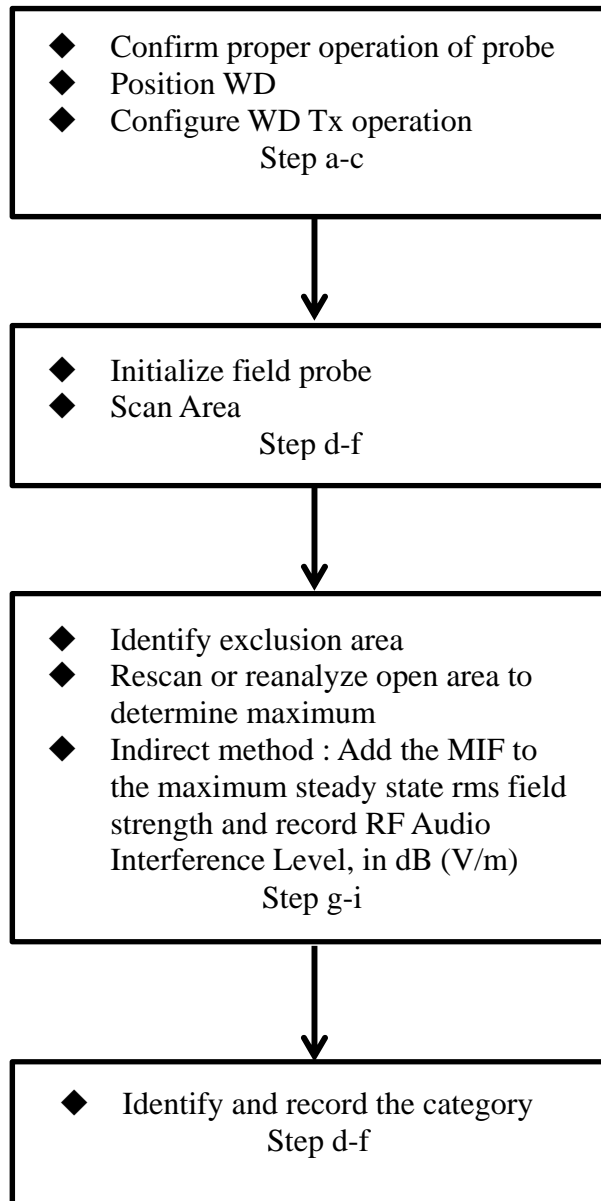 ◆ Confirm proper operation of probe
◆ Position WD
◆ Configure WD Tx operation
Step a-c
◆ Initialize field probe
◆ Scan Area
Step d-f
◆ Identify exclusion area
◆ Rescan or reanalyze open area to
determine maximum
◆ Indirect method : Add the MIF to
the maximum steady state rms field
strength and record RF Audio
Interference Level, in dB (V/m)
Step g-i
◆ Identify and record the category
Step d-f